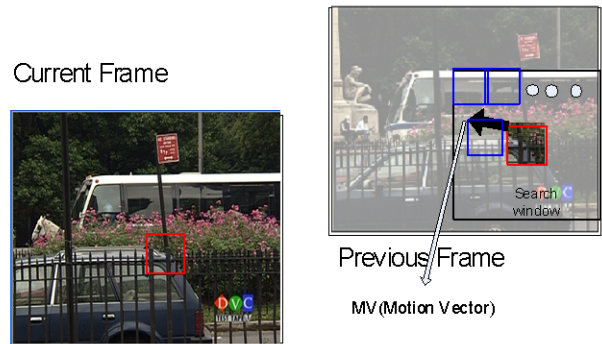 Current Frame
Search
window
Previous Frame
MV(Motion Vector)
DVC